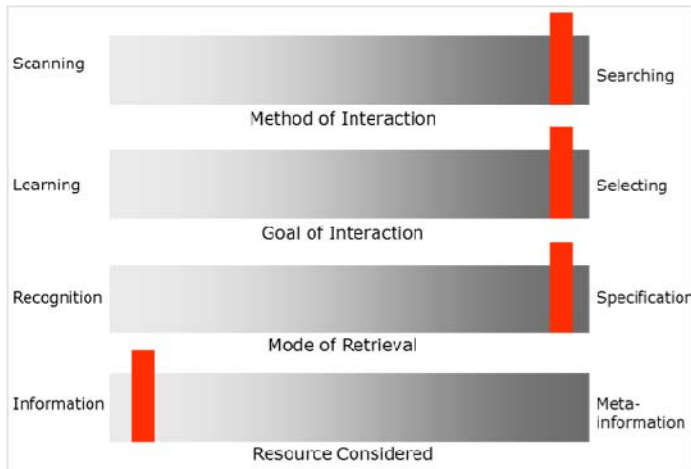 Scanning
Searching
Method of Interaction
Learning
Selecting
Goal of Interaction
Recognition
Specification
Mode of Retrieval
Information
Meta-
information
Resource Considered